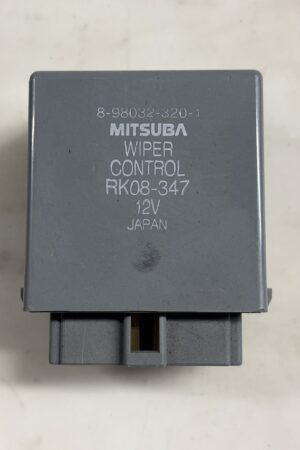 8-98032-320-1
MITSUBA
WIPER
CONTROL
RK08-347
12V
JAPAN